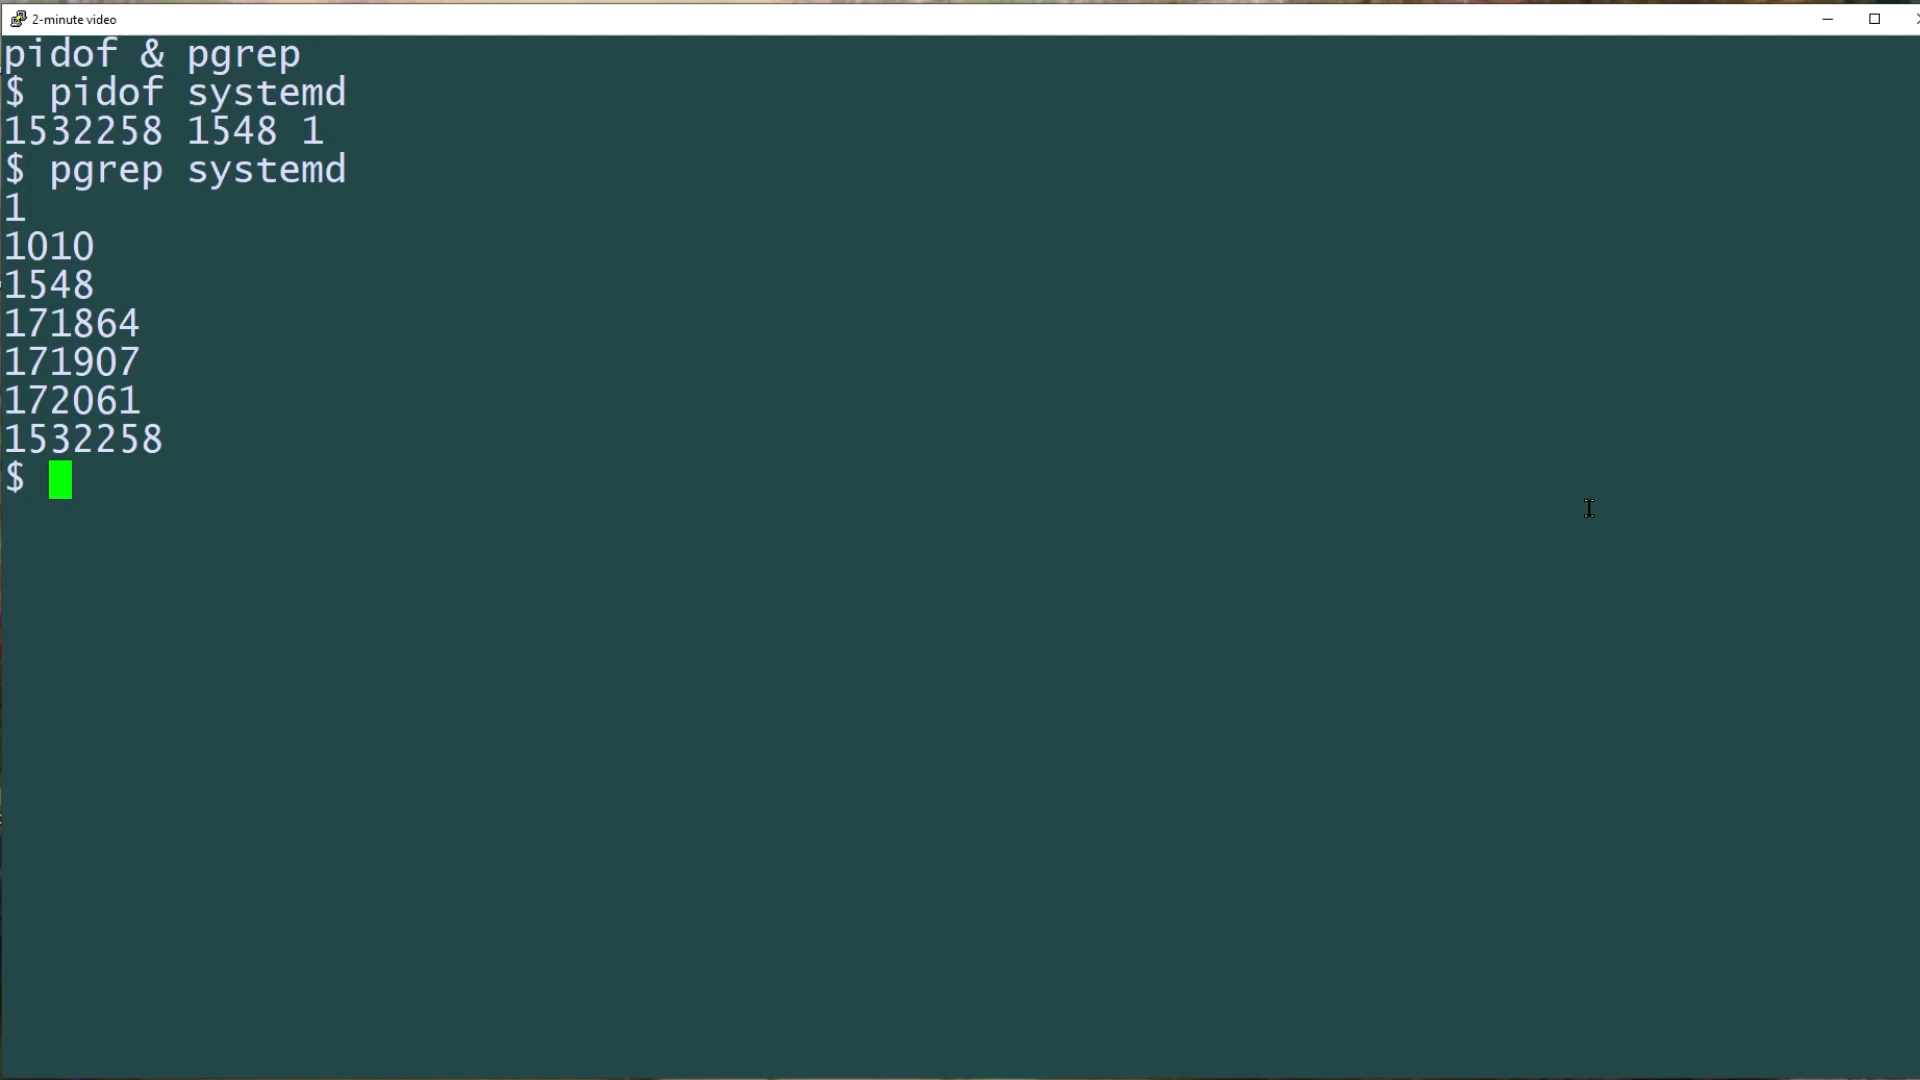 2-minute video
pidof & pgrep
$ pidof systemd
1532258 1548 1
$ pgrep systemd
1
1010
1548
171864
171907
172061
1532258
$